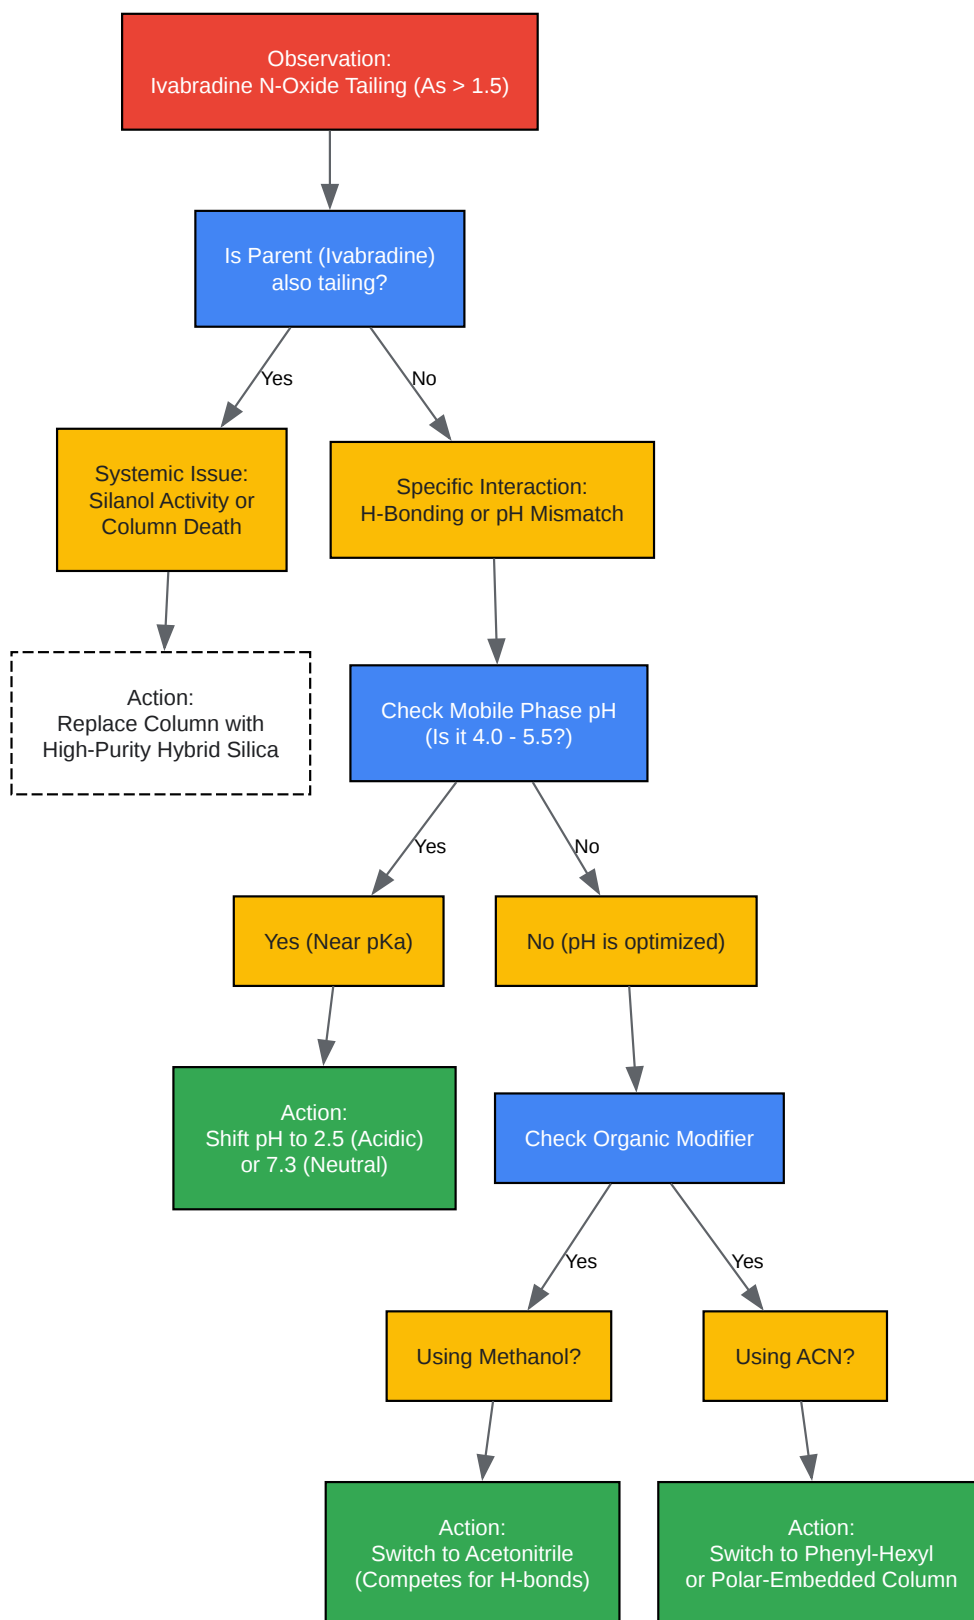 Observation:
Ivabradine N-Oxide Tailing (As > 1.5)
Is Parent (Ivabradine)
also tailing?
Yes
No
Systemic Issue:
Silanol Activity or
Column Death
Specific Interaction:
H-Bonding or pH Mismatch
Action:
Replace Column with
High-Purity Hybrid Silica
Check Mobile Phase pH
(Is it 4.0 - 5.5?)
Yes
No
Yes (Near pKa)
No (pH is optimized)
Action:
Shift pH to 2.5 (Acidic)
or 7.3 (Neutral)
Check Organic Modifier
Yes
Yes
Using Methanol?
Using ACN?
Action:
Switch to Acetonitrile
(Competes for H-bonds)
Action:
Switch to Phenyl-Hexyl
or Polar-Embedded Column